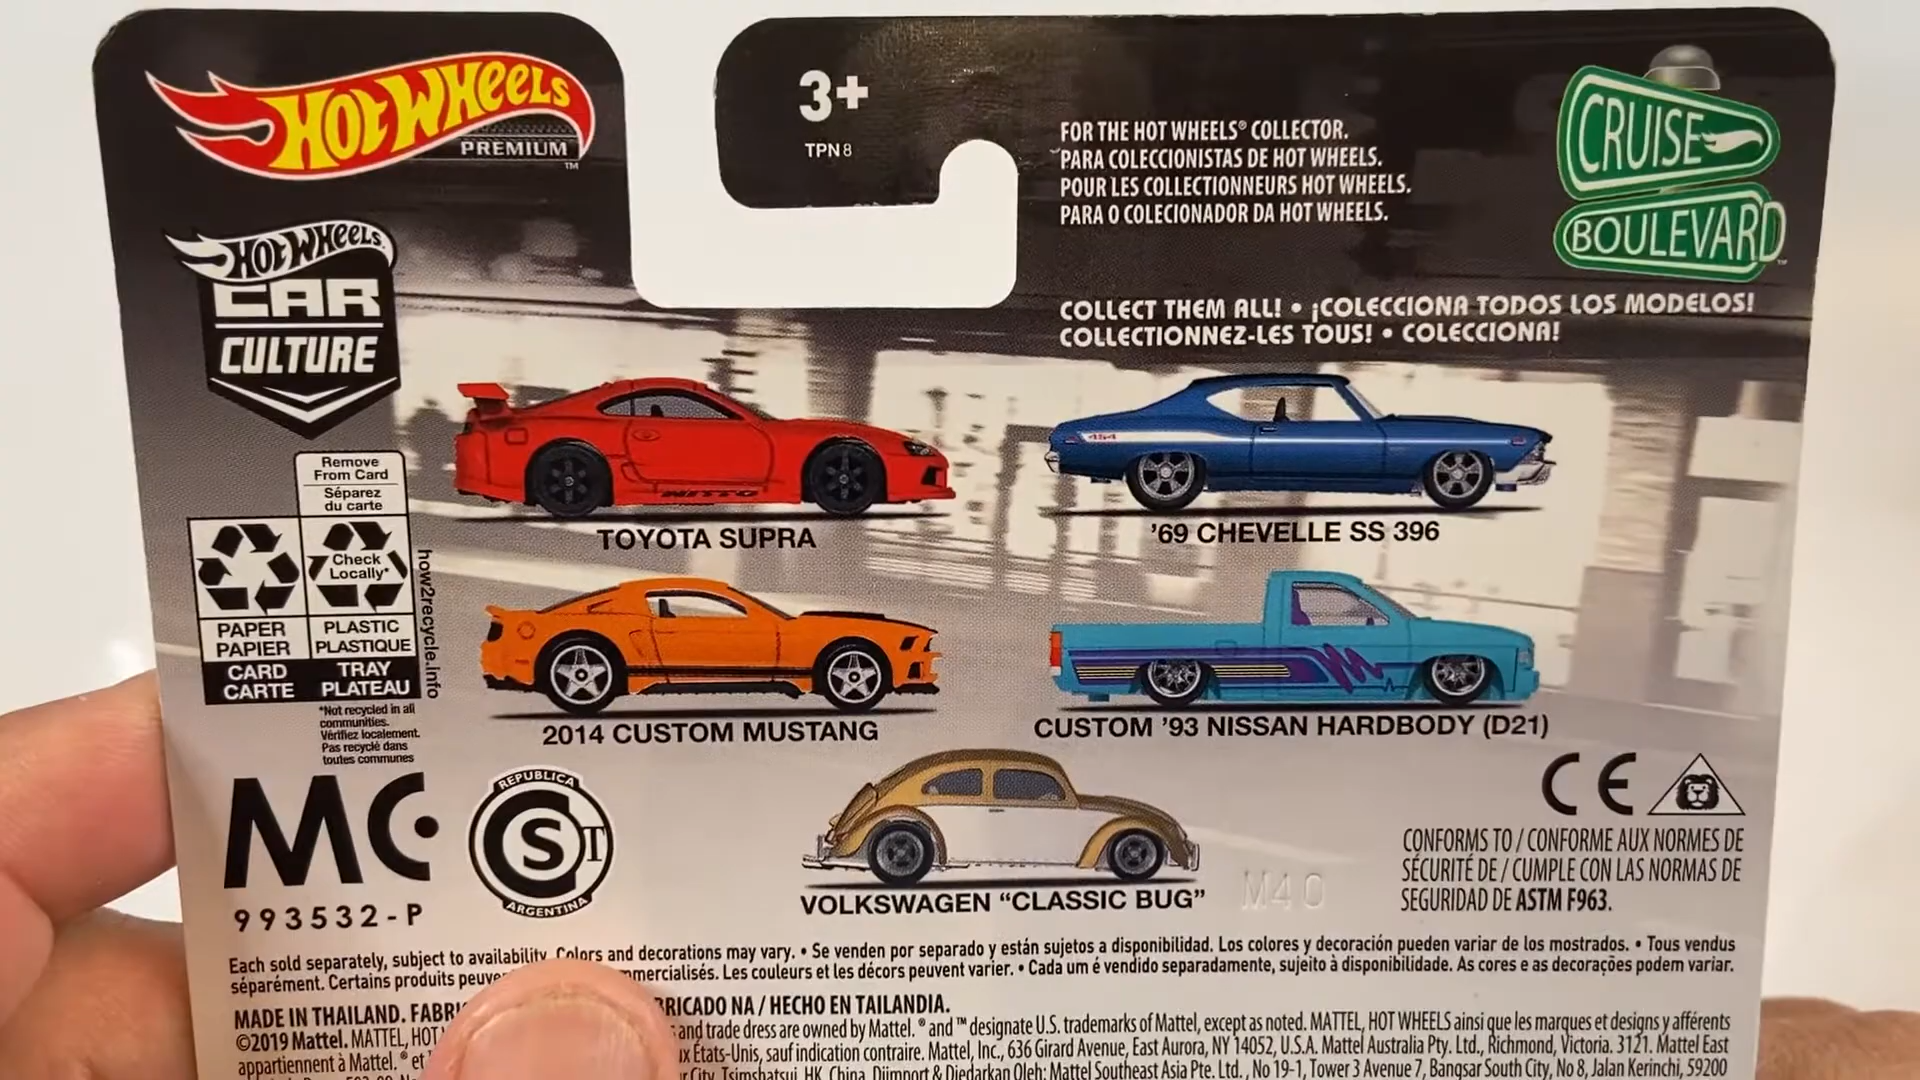 HOT WHEELS
PREMIUM™
3+
TPN8
FOR THE HOT WHEELS® COLLECTOR.
PARA COLECCIONISTAS DE HOT WHEELS.
POUR LES COLLECTIONNEURS HOT WHEELS.
PARA O COLECIONADOR DA HOT WHEELS.
CRUISE
BOULEVARD™
HOT WHEELS
CAR
CULTURE
COLLECT THEM ALL! • ¡COLECCIONA TODOS LOS MODELOS!
COLLECTIONNEZ-LES TOUS! • COLECCIONA!
454
NITTO
TOYOTA SUPRA
'69 CHEVELLE SS 396
Remove
From Card
Séparez
du carte
Check
Locally*
PAPER
PAPIER
CARD
CARTE
PLASTIC
PLASTIQUE
TRAY
PLATEAU
how2recycle.info
*Not recycled in all
communities.
Vérifiez localement.
Pas recyclé dans
toutes communes
2014 CUSTOM MUSTANG
CUSTOM '93 NISSAN HARDBODY (D21)
MC
993532-P
REPUBLICA
CST
ARGENTINA
VOLKSWAGEN “CLASSIC BUG”
M40
CE
CONFORMS TO / CONFORME AUX NORMES DE
SÉCURITÉ DE / CUMPLE CON LAS NORMAS DE
SEGURIDAD DE ASTM F963.
Each sold separately, subject to availability. Colors and decorations may vary. • Se venden por separado y están sujetos a disponibilidad. Los colores y decoración pueden variar de los mostrados. • Tous vendus
séparément. Certains produits peuve mmercialisés. Les couleurs et les décors peuvent varier. • Cada um é vendido separadamente, sujeito à disponibilidade. As cores e as decorações podem variar.
MADE IN THAILAND. FABRI BRICADO NA / HECHO EN TAILANDIA.
©2019 Mattel. MATTEL, HOT s and trade dress are owned by Mattel. ® and ™ designate U.S. trademarks of Mattel, except as noted. MATTEL, HOT WHEELS ainsi que les marques et designs y afférents
appartiennent à Mattel. ® et ux États-Unis, sauf indication contraire. Mattel, Inc., 636 Girard Avenue, East Aurora, NY 14052, U.S.A. Mattel Australia Pty. Ltd., Richmond, Victoria. 3121. Mattel East
r City, Tsimshatsui, HK, China. Diimport & Diedarkan Oleh: Mattel Southeast Asia Pte. Ltd., No 19-1, Tower 3 Avenue 7, Bangsar South City, No 8, Jalan Kerinchi, 59200